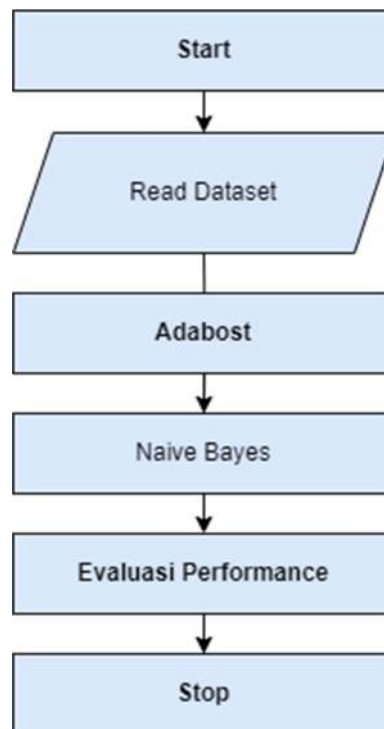 Start
Read Dataset
Adabost
Naive Bayes
Evaluasi Performance
Stop